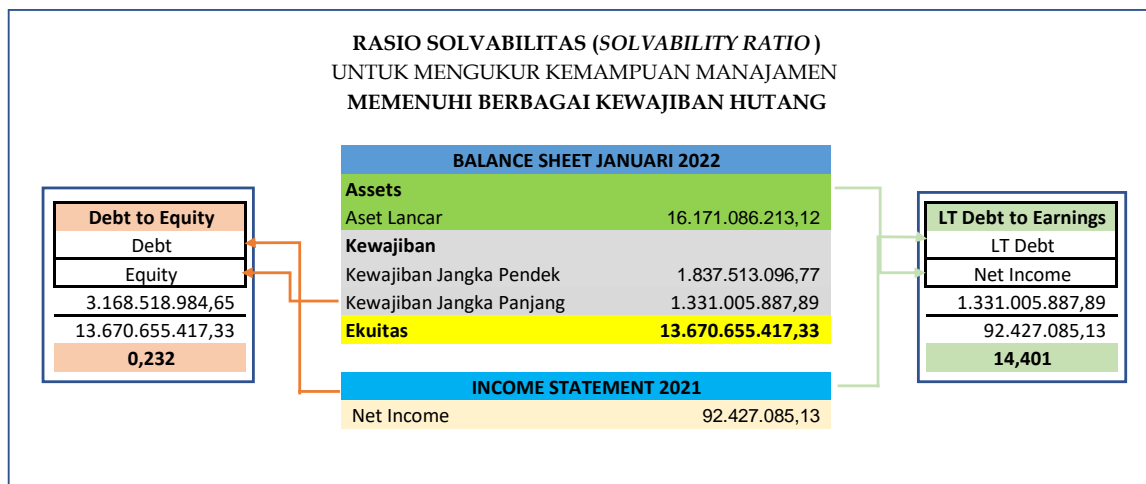 RASIO SOLVABILITAS (SOLVABILITY RATIO)
UNTUK MENGUKUR KEMAMPUAN MANAJAMEN
MEMENUHI BERBAGAI KEWAJIBAN HUTANG
Debt to Equity
Debt
Equity
3.168.518.984,65
13.670.655.417,33
0,232
BALANCE SHEET JANUARI 2022
Assets
Aset Lancar 16.171.086.213,12
Kewajiban
Kewajiban Jangka Pendek 1.837.513.096,77
Kewajiban Jangka Panjang 1.331.005.887,89
Ekuitas 13.670.655.417,33
INCOME STATEMENT 2021
Net Income 92.427.085,13
LT Debt to Earnings
LT Debt
Net Income
1.331.005.887,89
92.427.085,13
14,401